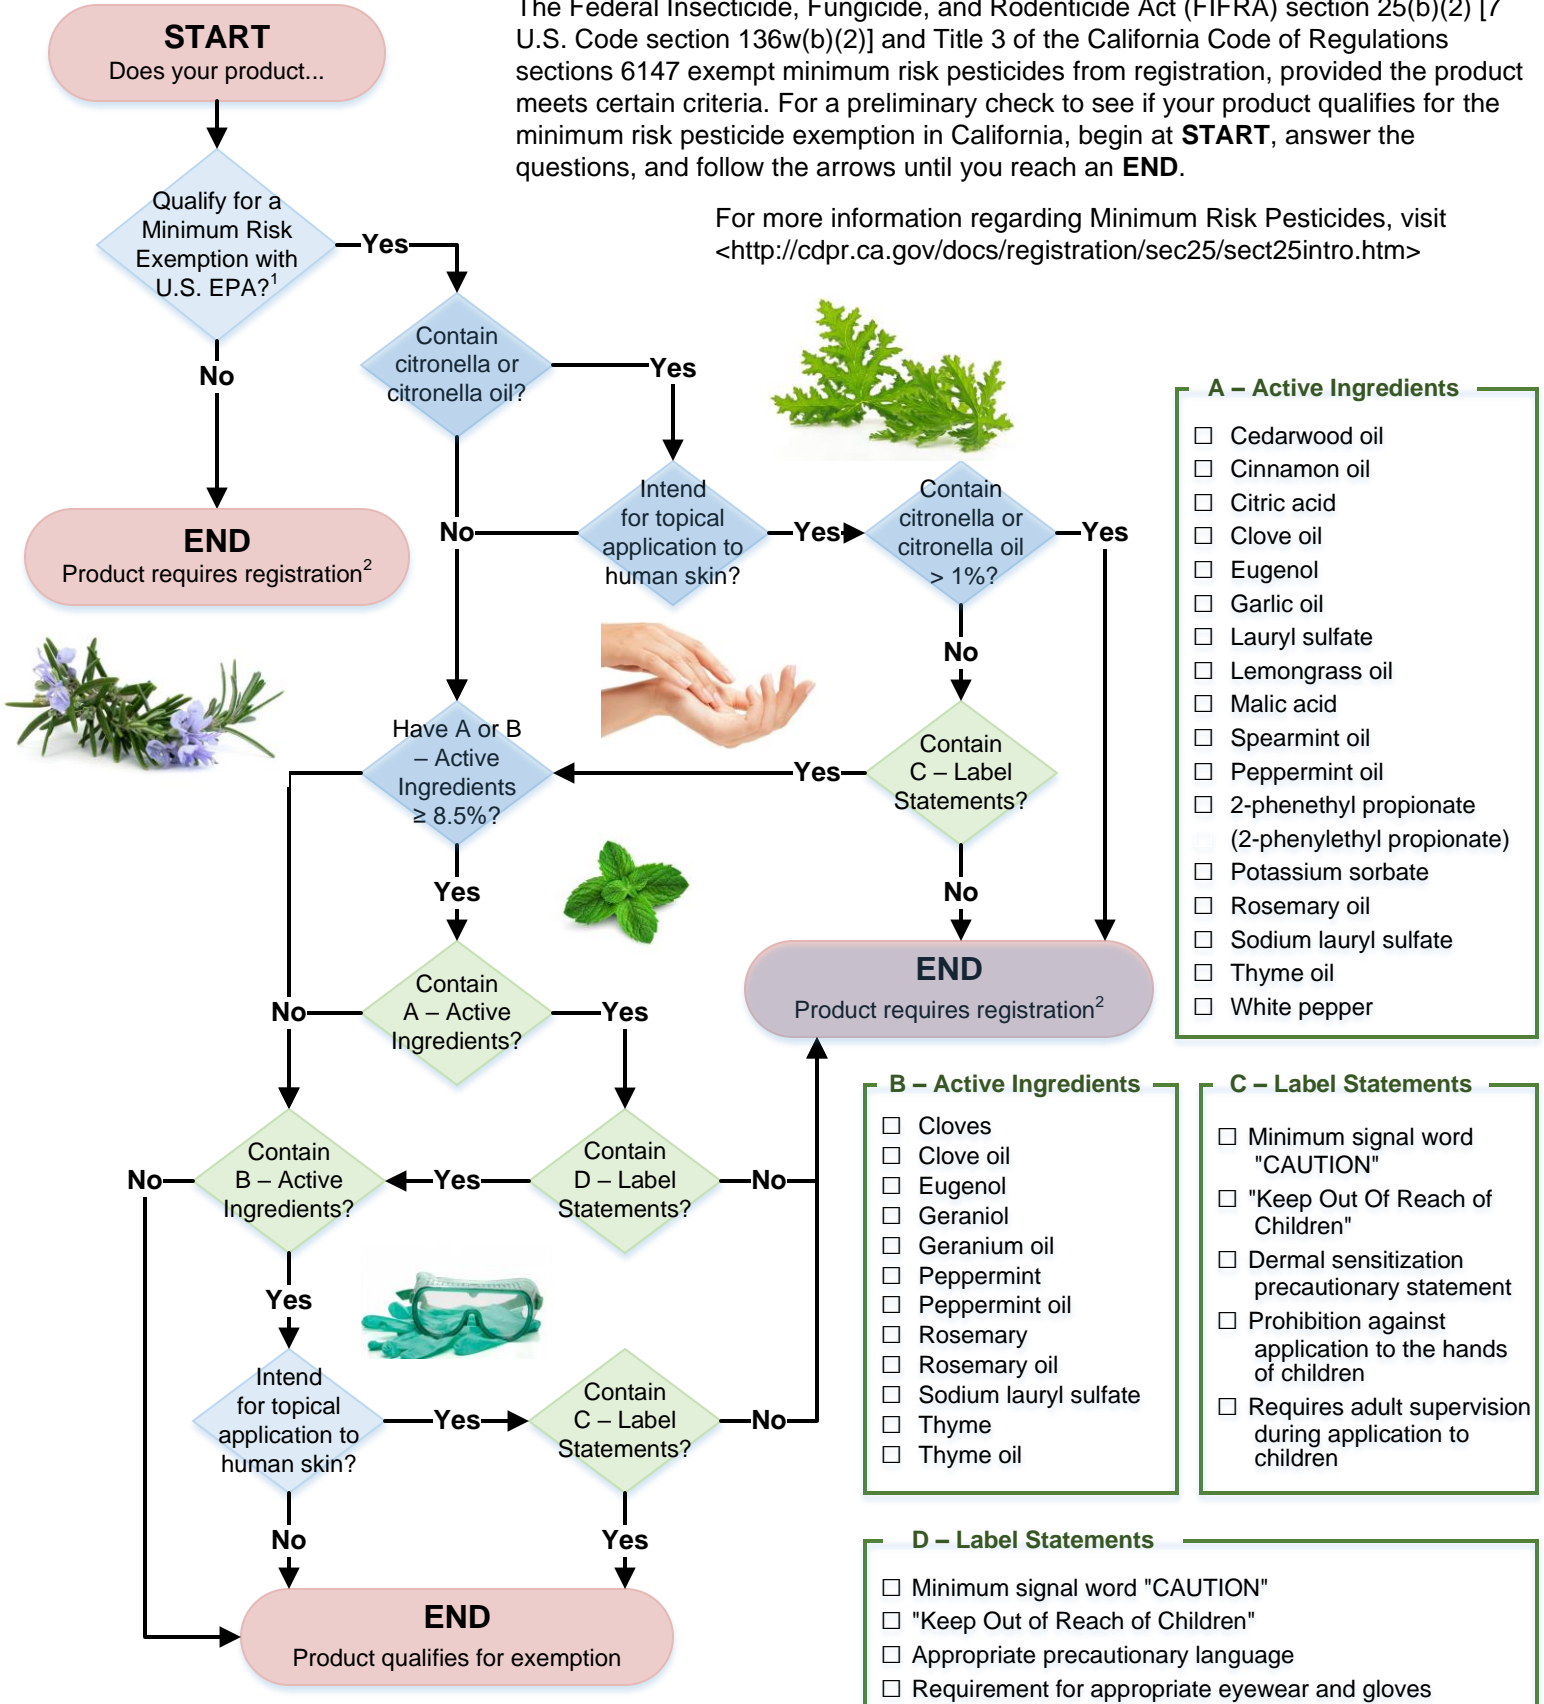 The Federal Insecticide, Fungicide, and Rodenticide Act (FIFRA) section 25(b)(2) [7
U.S. Code section 136w(b)(2)] and Title 3 of the California Code of Regulations
sections 6147 exempt minimum risk pesticides from registration, provided the product
meets certain criteria. For a preliminary check to see if your product qualifies for the
minimum risk pesticide exemption in California, begin at START, answer the
questions, and follow the arrows until you reach an END.
For more information regarding Minimum Risk Pesticides, visit
<http://cdpr.ca.gov/docs/registration/sec25/sect25intro.htm>
START
Does your product...
Qualify for a
Minimum Risk
Exemption with
U.S. EPA?1
Yes
No
END
Product requires registration2
Contain
citronella or
citronella oil?
Yes
No
Intend
for topical
application to
human skin?
Yes
Contain
citronella or
citronella oil
> 1%?
Yes
No
Contain
C – Label
Statements?
Yes
No
Have A or B
– Active
Ingredients
≥ 8.5%?
Yes
No
Contain
A – Active
Ingredients?
Yes
END
Product requires registration2
Contain
B – Active
Ingredients?
No
Yes
Contain
D – Label
Statements?
Yes
No
Intend
for topical
application to
human skin?
Yes
No
Contain
C – Label
Statements?
No
Yes
END
Product qualifies for exemption
A – Active Ingredients
☐ Cedarwood oil
☐ Cinnamon oil
☐ Citric acid
☐ Clove oil
☐ Eugenol
☐ Garlic oil
☐ Lauryl sulfate
☐ Lemongrass oil
☐ Malic acid
☐ Spearmint oil
☐ Peppermint oil
☐ 2-phenethyl propionate
(2-phenylethyl propionate)
☐ Potassium sorbate
☐ Rosemary oil
☐ Sodium lauryl sulfate
☐ Thyme oil
☐ White pepper
B – Active Ingredients
☐ Cloves
☐ Clove oil
☐ Eugenol
☐ Geraniol
☐ Geranium oil
☐ Peppermint
☐ Peppermint oil
☐ Rosemary
☐ Rosemary oil
☐ Sodium lauryl sulfate
☐ Thyme
☐ Thyme oil
C – Label Statements
☐ Minimum signal word
"CAUTION"
☐ "Keep Out Of Reach of
Children"
☐ Dermal sensitization
precautionary statement
☐ Prohibition against
application to the hands
of children
☐ Requires adult supervision
during application to
children
D – Label Statements
☐ Minimum signal word "CAUTION"
☐ "Keep Out of Reach of Children"
☐ Appropriate precautionary language
☐ Requirement for appropriate eyewear and gloves